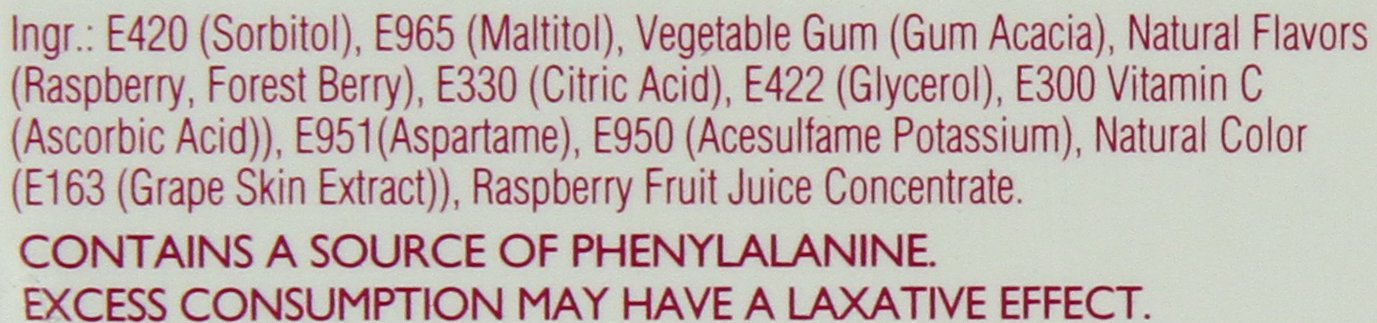 Ingr.: E420 (Sorbitol), E965 (Maltitol), Vegetable Gum (Gum Acacia), Natural Flavors
(Raspberry, Forest Berry), E330 (Citric Acid), E422 (Glycerol), E300 Vitamin C
(Ascorbic Acid)), E951(Aspartame), E950 (Acesulfame Potassium), Natural Color
(E163 (Grape Skin Extract)), Raspberry Fruit Juice Concentrate.
CONTAINS A SOURCE OF PHENYLALANINE.
EXCESS CONSUMPTION MAY HAVE A LAXATIVE EFFECT.